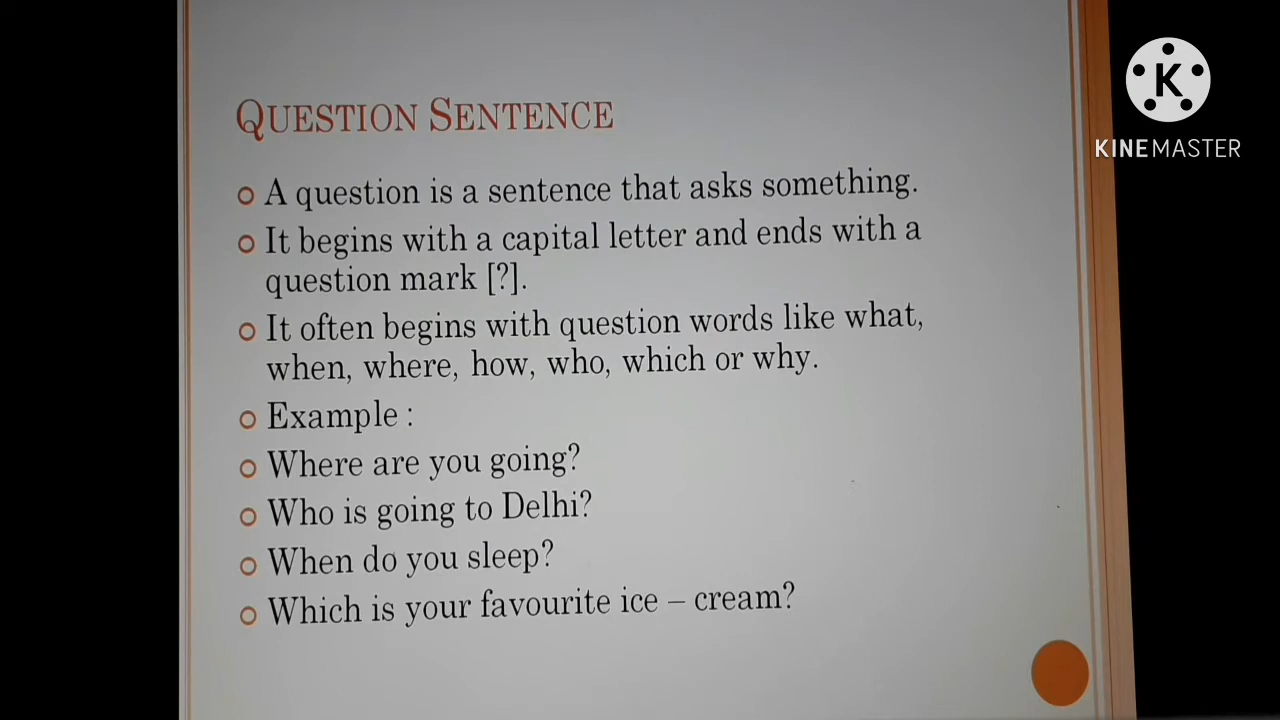 QUESTION SENTENCE
A question is a sentence that asks something.
It begins with a capital letter and ends with a
question mark [?].
It often begins with question words like what,
when, where, how, who, which or why.
Example :
Where are you going?
Who is going to Delhi?
When do you sleep?
Which is your favourite ice – cream?
K
KINEMASTER